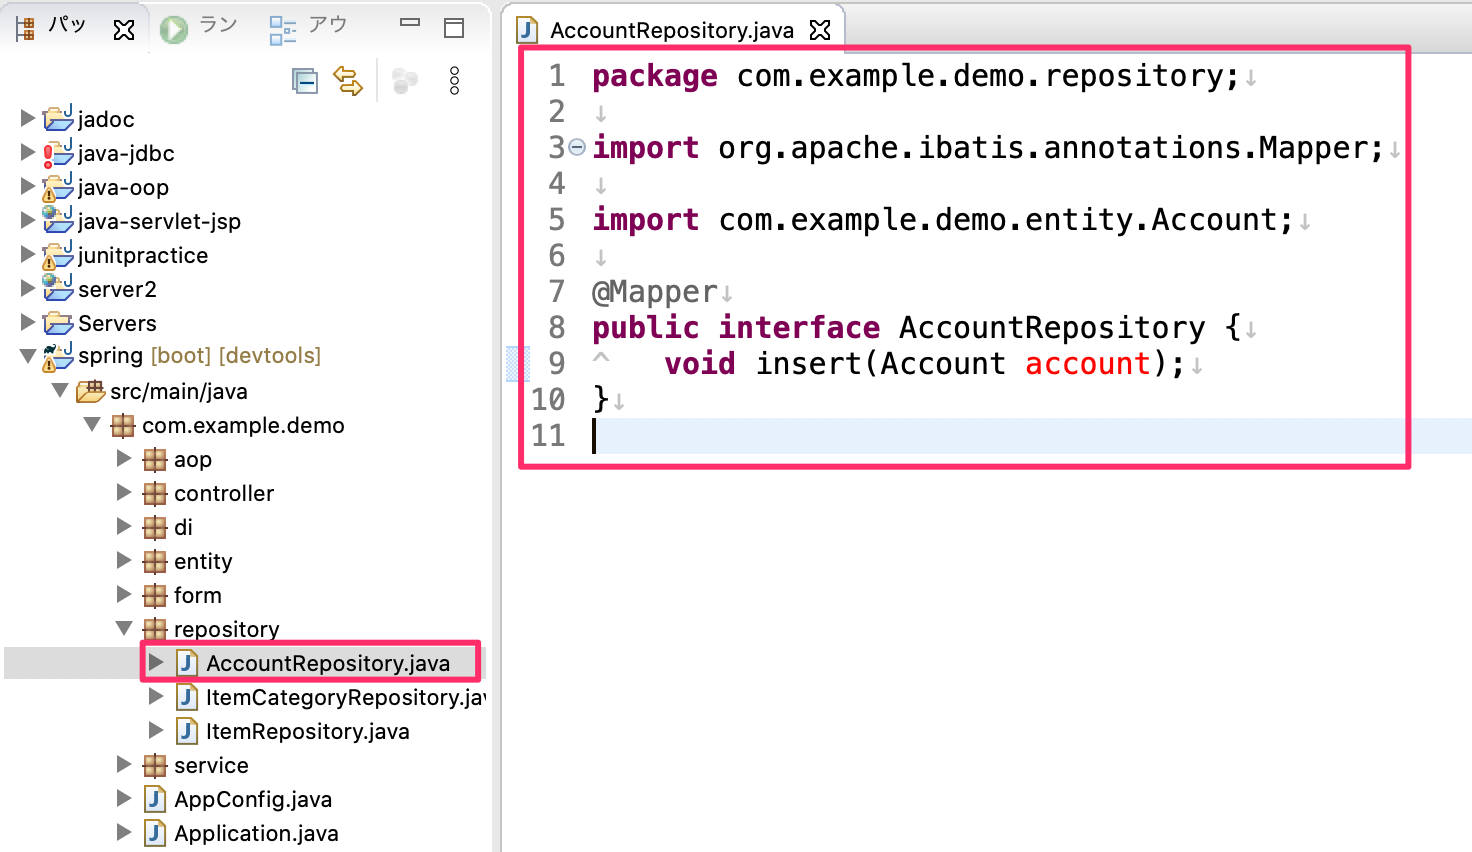 パッ ラン アウ
jadoc
java-jdbc
java-oop
java-servlet-jsp
junitpractice
server2
Servers
spring [boot] [devtools]
src/main/java
com.example.demo
aop
controller
di
entity
form
repository
AccountRepository.java
ItemCategoryRepository.jav
ItemRepository.java
service
AppConfig.java
Application.java
AccountRepository.java
1 package com.example.demo.repository;↓
2 ↓
3 import org.apache.ibatis.annotations.Mapper;↓
4 ↓
5 import com.example.demo.entity.Account;↓
6 ↓
7 @Mapper↓
8 public interface AccountRepository {↓
9 ^ void insert(Account account);↓
10 }↓
11